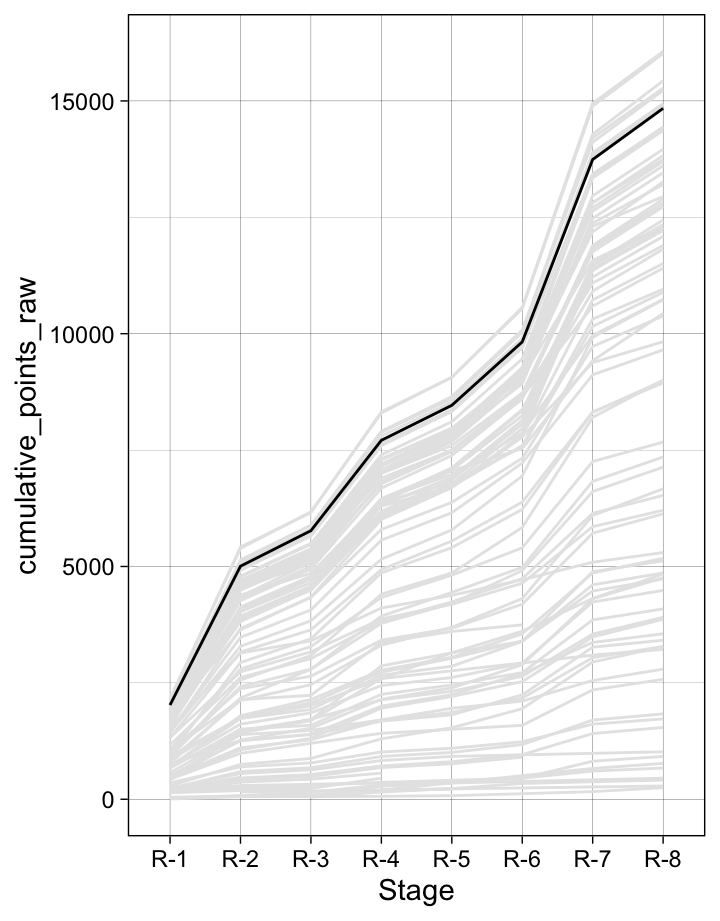 15000
10000
5000
0
cumulative_points_raw
R-1 R-2 R-3 R-4 R-5 R-6 R-7 R-8
Stage